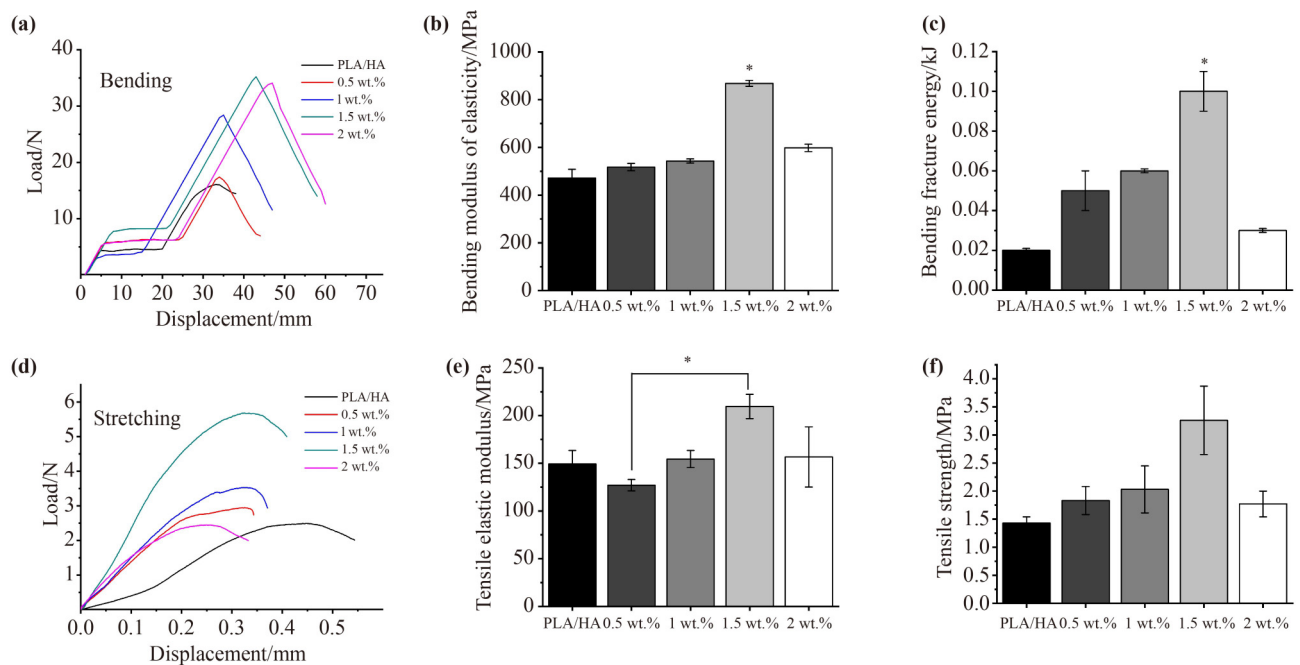 (a)
Bending
Load/N
40
30
20
10
0 10 20 30 40 50 60 70
Displacement/mm
PLA/HA
0.5 wt.%
1 wt.%
1.5 wt.%
2 wt.%
(b)
Bending modulus of elasticity/MPa
1000
800
600
400
200
0
*
PLA/HA 0.5 wt.% 1 wt.% 1.5 wt.% 2 wt.%
(c)
Bending fracture energy/kJ
0.12
0.10
0.08
0.06
0.04
0.02
0.00
*
PLA/HA 0.5 wt.% 1 wt.% 1.5 wt.% 2 wt.%
(d)
Stretching
Load/N
6
5
4
3
2
1
0.0 0.1 0.2 0.3 0.4 0.5
Displacement/mm
PLA/HA
0.5 wt.%
1 wt.%
1.5 wt.%
2 wt.%
(e)
Tensile elastic modulus/MPa
250
200
150
100
50
0
*
PLA/HA 0.5 wt.% 1 wt.% 1.5 wt.% 2 wt.%
(f)
Tensile strength/MPa
4.0
3.5
2.5
2.0
1.5
1.0
0.5
0.0
PLA/HA 0.5 wt.% 1 wt.% 1.5 wt.% 2 wt.%